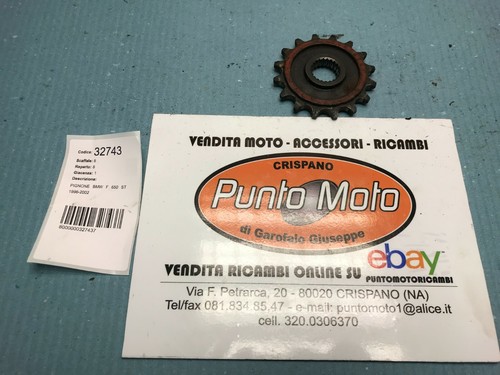 Codice: 32743
Scaffale: 5
Reparto: 9
Giacenza: 1
Descrizione:
PIGNONE BMW F 650 ST
1996-2002
8000000327437
VENDITA MOTO - ACCESSORI - RICAMBI
CRISPANO
Punto Moto
di Garofalo Giuseppe
VENDITA RICAMBI ONLINE SU
ebay
PUNTOMOTORICAMBI
Via F. Petrarca, 20 - 80020 CRISPANO (NA)
Tel/fax 081.834.85.47 - e-mail: puntomoto1@alice.it
cell. 320.0306370